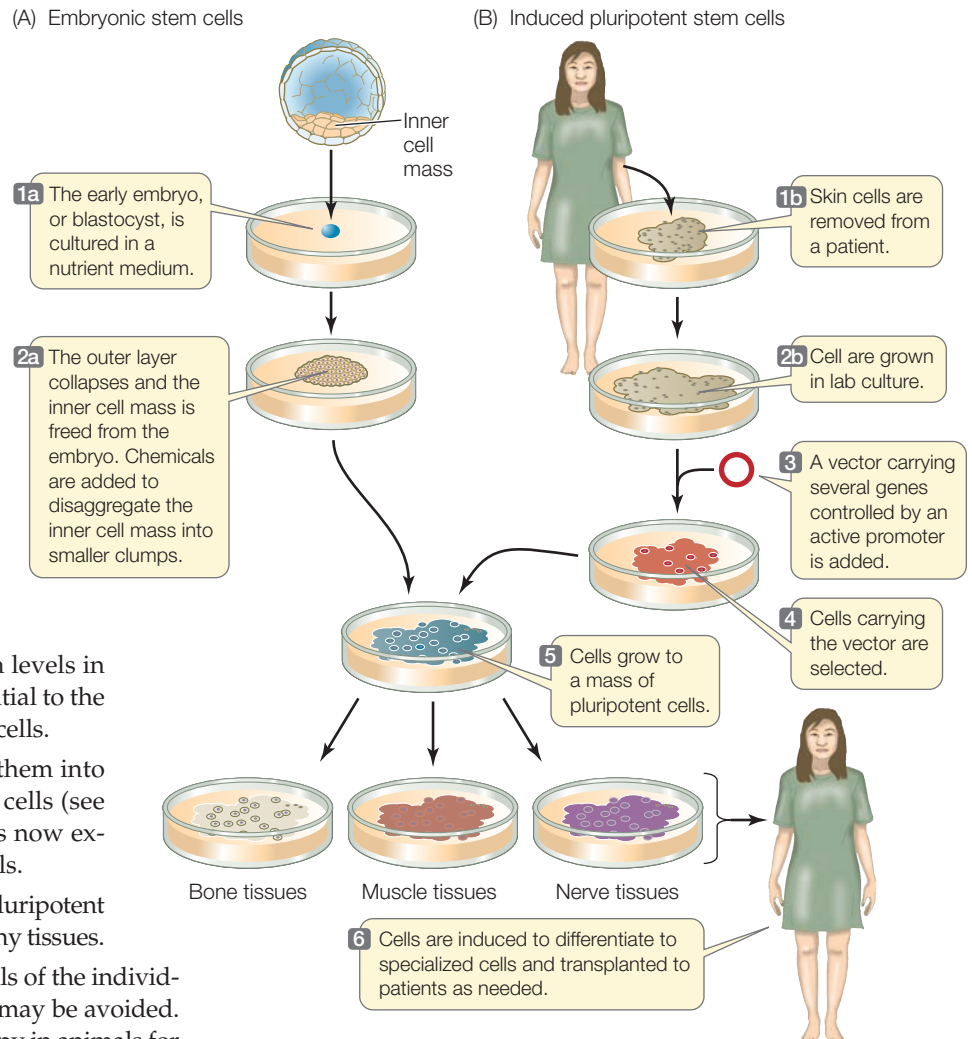 (A) Embryonic stem cells
Inner
cell
mass
1a The early embryo,
or blastocyst, is
cultured in a
nutrient medium.
2a The outer layer
collapses and the
inner cell mass is
freed from the
embryo. Chemicals
are added to
disaggregate the
inner cell mass into
smaller clumps.
(B) Induced pluripotent stem cells
1b Skin cells are
removed from
a patient.
2b Cell are grown
in lab culture.
3 A vector carrying
several genes
controlled by an
active promoter
is added.
4 Cells carrying
the vector are
selected.
5 Cells grow to
a mass of
pluripotent cells.
Bone tissues
Muscle tissues
Nerve tissues
6 Cells are induced to differentiate to
specialized cells and transplanted to
patients as needed.
levels in
to the
cells.
them into
cells (see
now ex-
tissues.
of the individ-
may be avoided.
in animals for